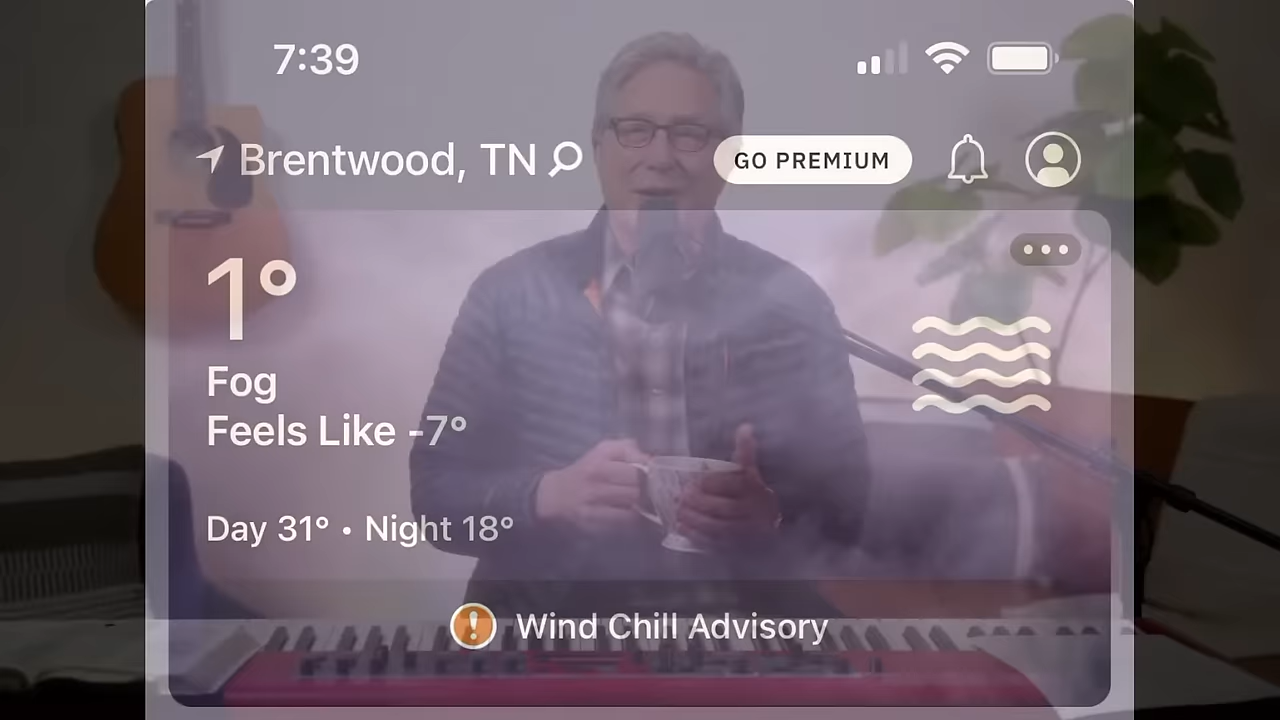 7:39
Brentwood, TN
GO PREMIUM
1°
Fog
Feels Like -7°
Day 31° • Night 18°
Wind Chill Advisory